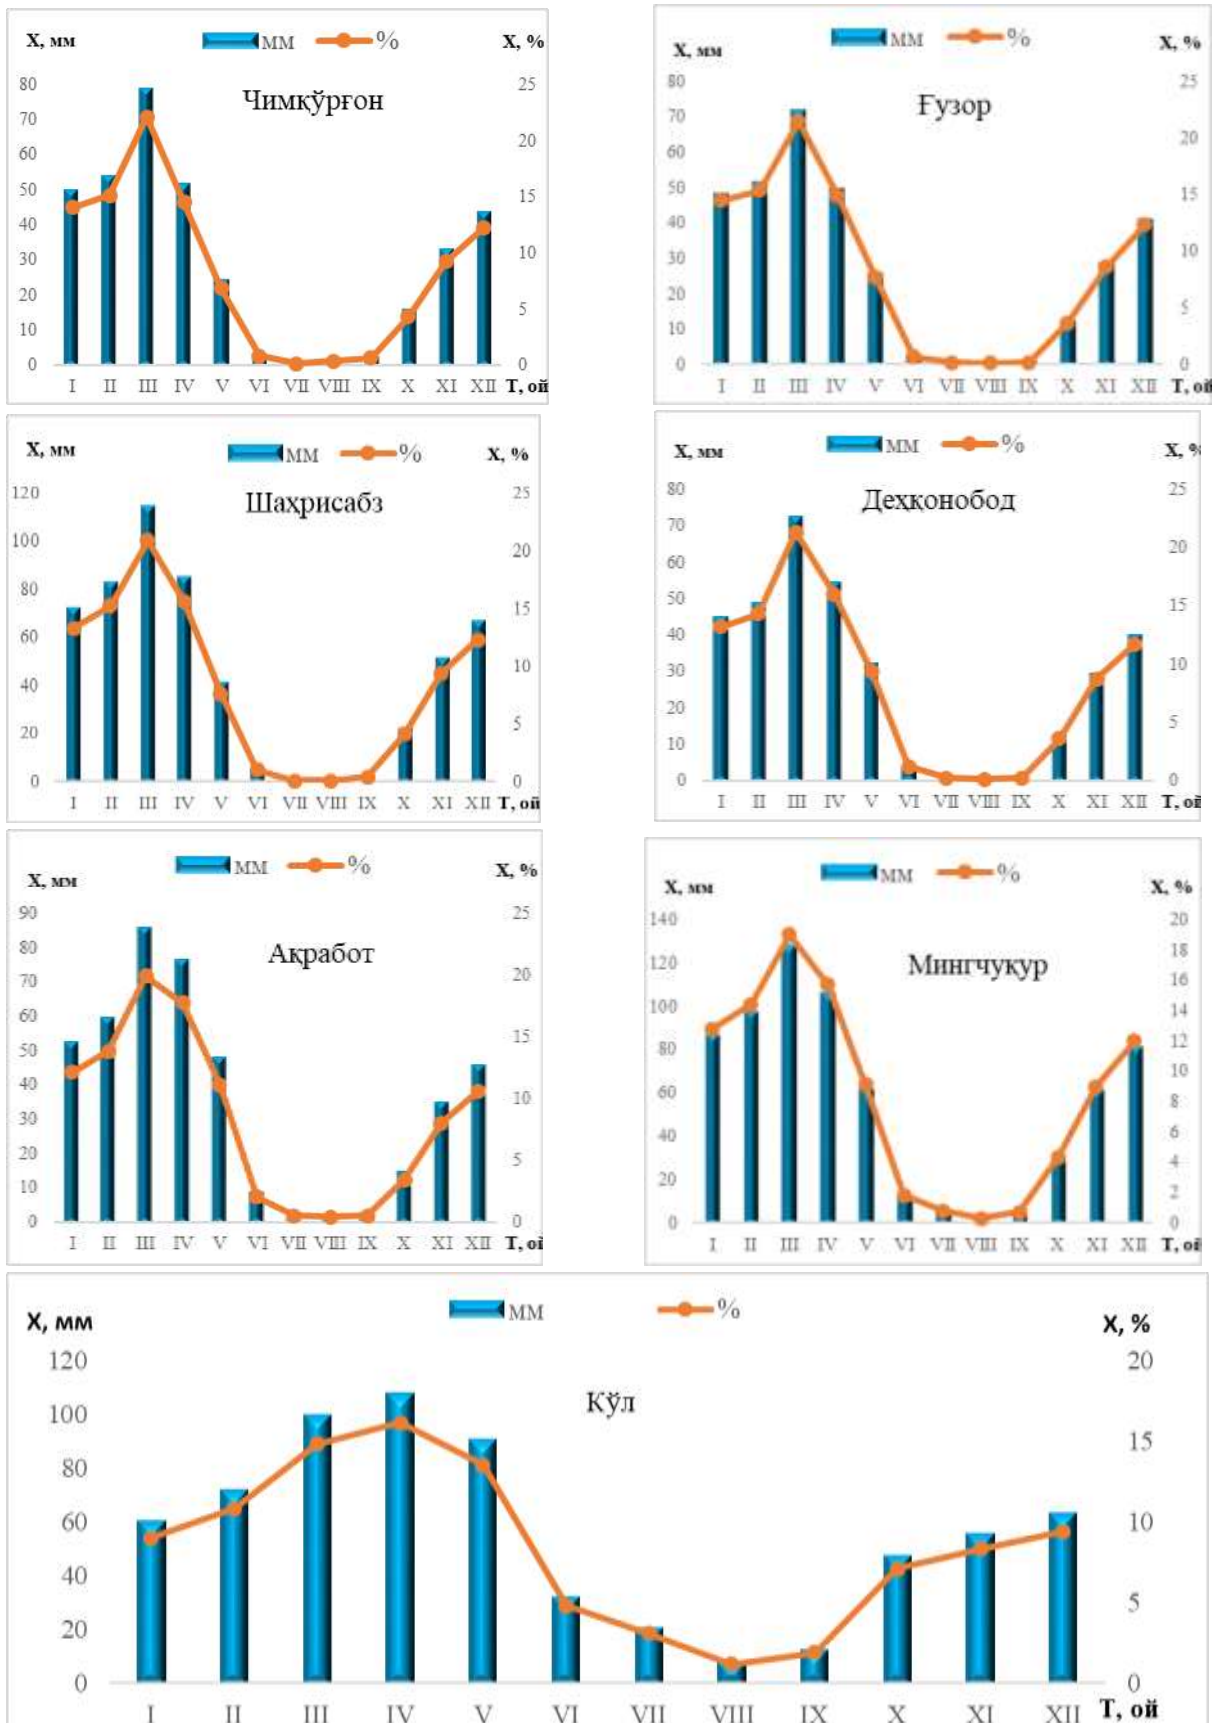 X, мм мм % X, %
Чимқўрғон
80 25
70 20
60
50 15
40
30 10
20 5
10
0 0
I II III IV V VI VII VIII IX X XI XII Т, ой
X, мм мм % X, %
Ғузор
80 25
70 20
60
50 15
40
30 10
20 5
10
0 0
I II III IV V VI VII VIII IX X XI XII Т, ой
X, мм мм % X, %
Шаҳрисабз
120 25
100 20
80 15
60
40 10
20 5
0 0
I II III IV V VI VII VIII IX X XI XII Т, ой
X, мм мм % X, %
Деҳқонобод
80 25
70 20
60
50 15
40
30 10
20 5
10
0 0
I II III IV V VI VII VIII IX X XI XII Т, ой
X, мм мм % X, %
Ақработ
90 25
80
70 20
60
50 15
40
30 10
20 5
10
0 0
I II III IV V VI VII VIII IX X XI XII Т, ой
X, мм мм % X, %
Мингчуқур
140 20
120 18
100 16
80 14
60 12
40 10
20 8
0 6
4
2
0
I II III IV V VI VII VIII IX X XI XII Т, ой
X, мм мм % X, %
Кўл
120 20
100 15
80
60 10
40 5
20
0 0
I II III IV V VI VII VIII IX X XI XII Т, ой